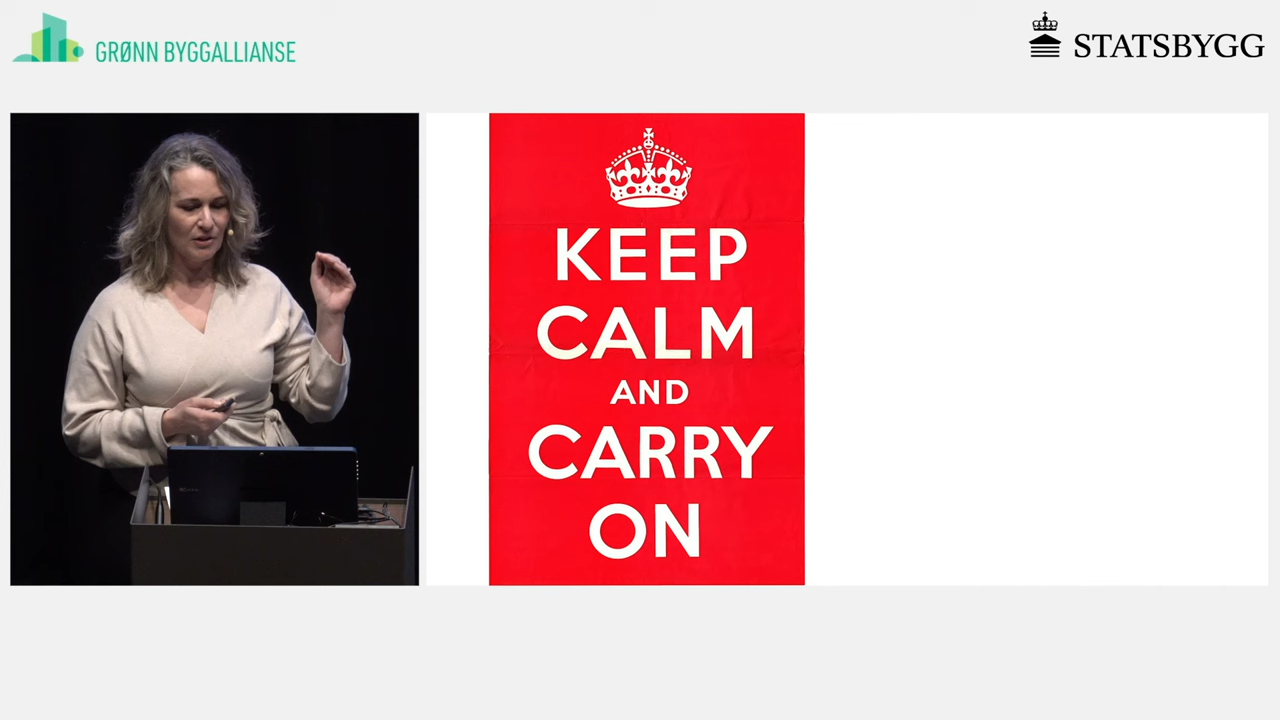 GRØNN BYGGALLIANSE
STATSBYGG
KEEP
CALM
AND
CARRY
ON